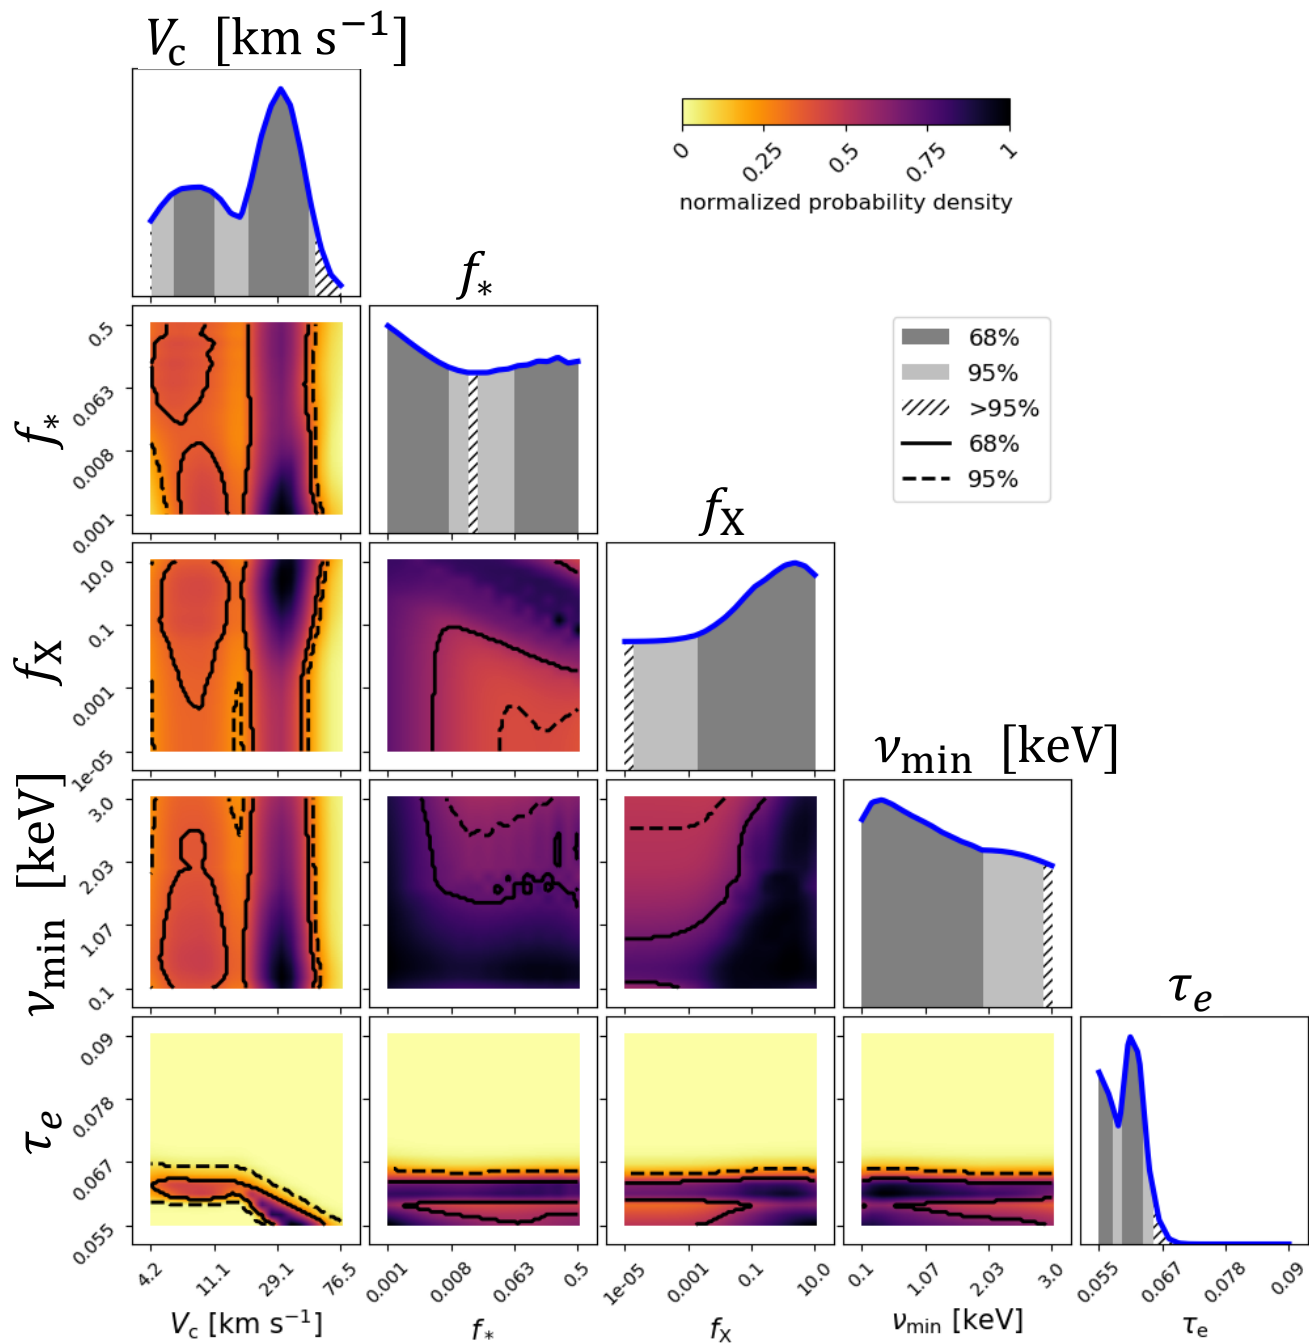 V_c [km s⁻¹]
0
0.25
0.5
0.75
1
normalized probability density
f_*
68%
95%
>95%
68%
95%
f_X
ν_min [keV]
τ_e
f_*
0.5
0.063
0.008
0.001
f_X
10.0
0.1
0.001
1e-05
ν_min [keV]
3.0
2.03
1.07
0.1
τ_e
0.09
0.078
0.067
0.055
4.2 11.1 29.1 76.5
0.001 0.008 0.063 0.5
1e-05 0.001 0.1 10.0
0.1 1.07 2.03 3.0
0.055 0.067 0.078 0.09
V_c [km s⁻¹]
f_*
f_X
ν_min [keV]
τ_e